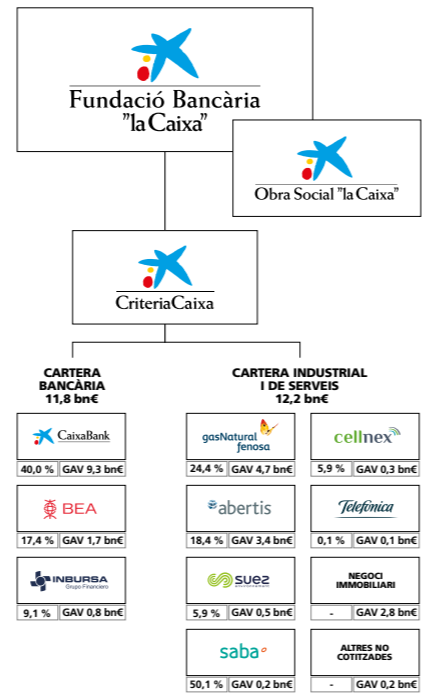 Fundació Bancària
"la Caixa"
Obra Social "la Caixa"
CriteriaCaixa
CARTERA
BANCÀRIA
11,8 bn€
CARTERA INDUSTRIAL
I DE SERVEIS
12,2 bn€
CaixaBank
40,0 % GAV 9,3 bn€
BEA
17,4 % GAV 1,7 bn€
INBURSA
Grupo Financiero
9,1 % GAV 0,8 bn€
gasNatural
fenosa
24,4 % GAV 4,7 bn€
cellnex
5,9 % GAV 0,3 bn€
abertis
18,4 % GAV 3,4 bn€
Telefónica
0,1 % GAV 0,1 bn€
suez
5,9 % GAV 0,5 bn€
NEGOCI
IMMOBILIARI
- GAV 2,8 bn€
saba
50,1 % GAV 0,2 bn€
ALTRES NO
COTITZADES
- GAV 0,2 bn€